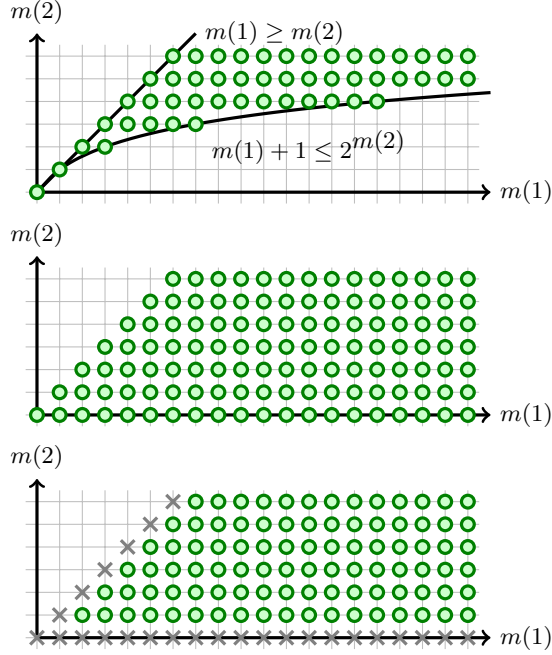 m(2)
m(1) ≥ m(2)
m(1) + 1 ≤ 2^{m(2)}
m(1)
m(2)
m(1)
m(2)
m(1)